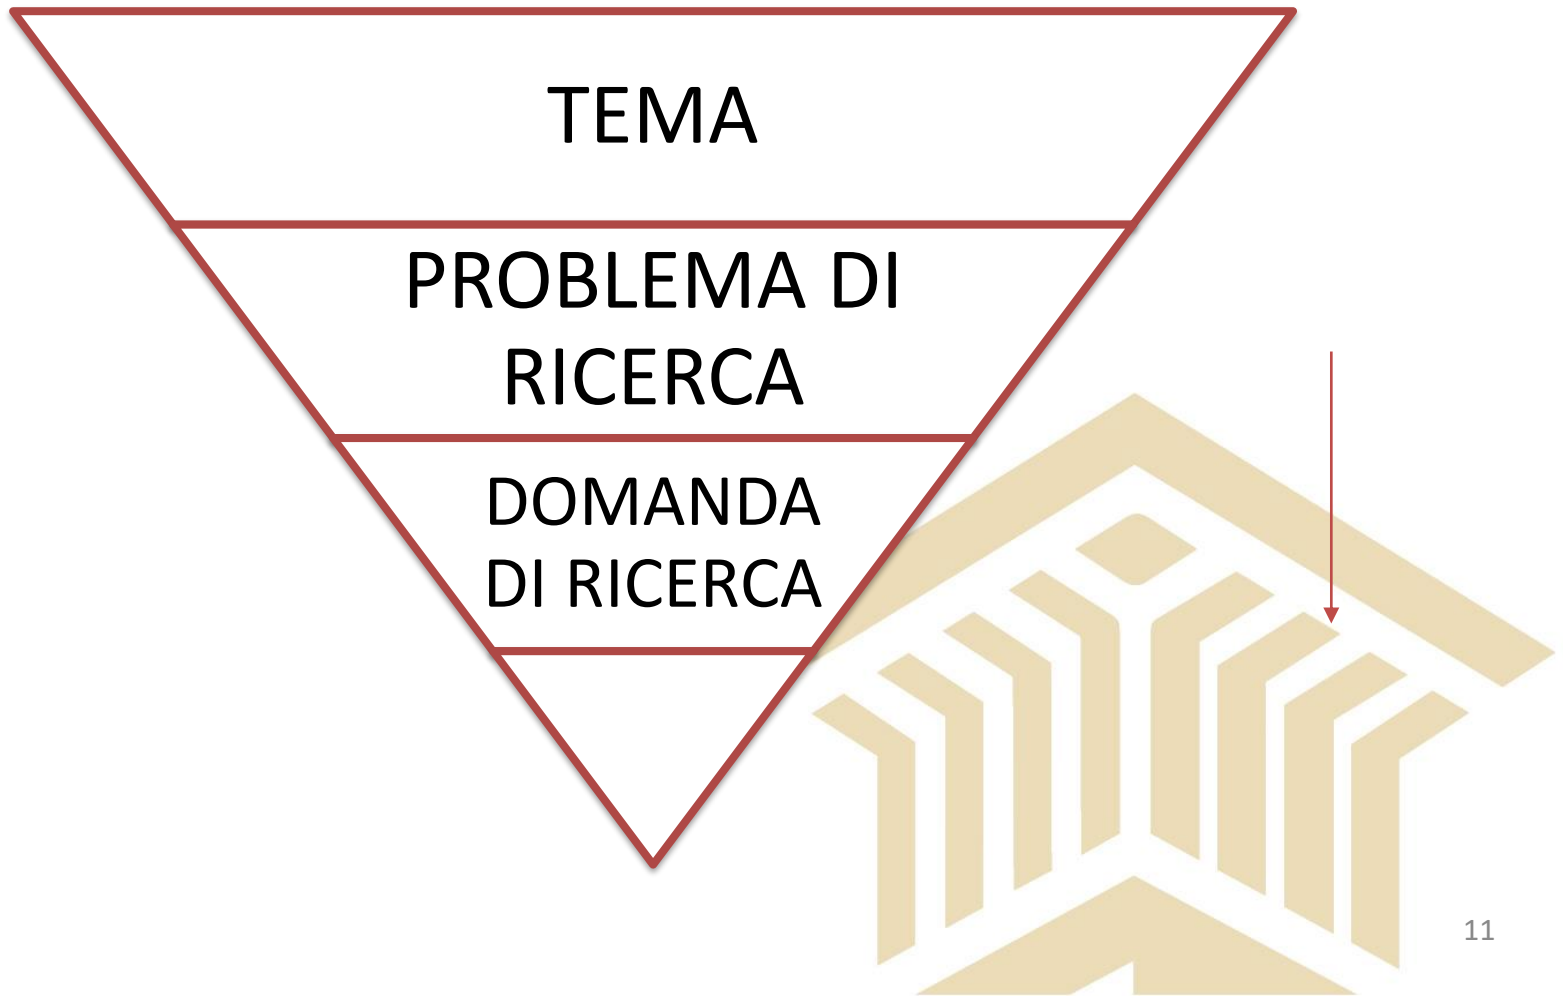 TEMA
PROBLEMA DI
RICERCA
DOMANDA
DI RICERCA
11